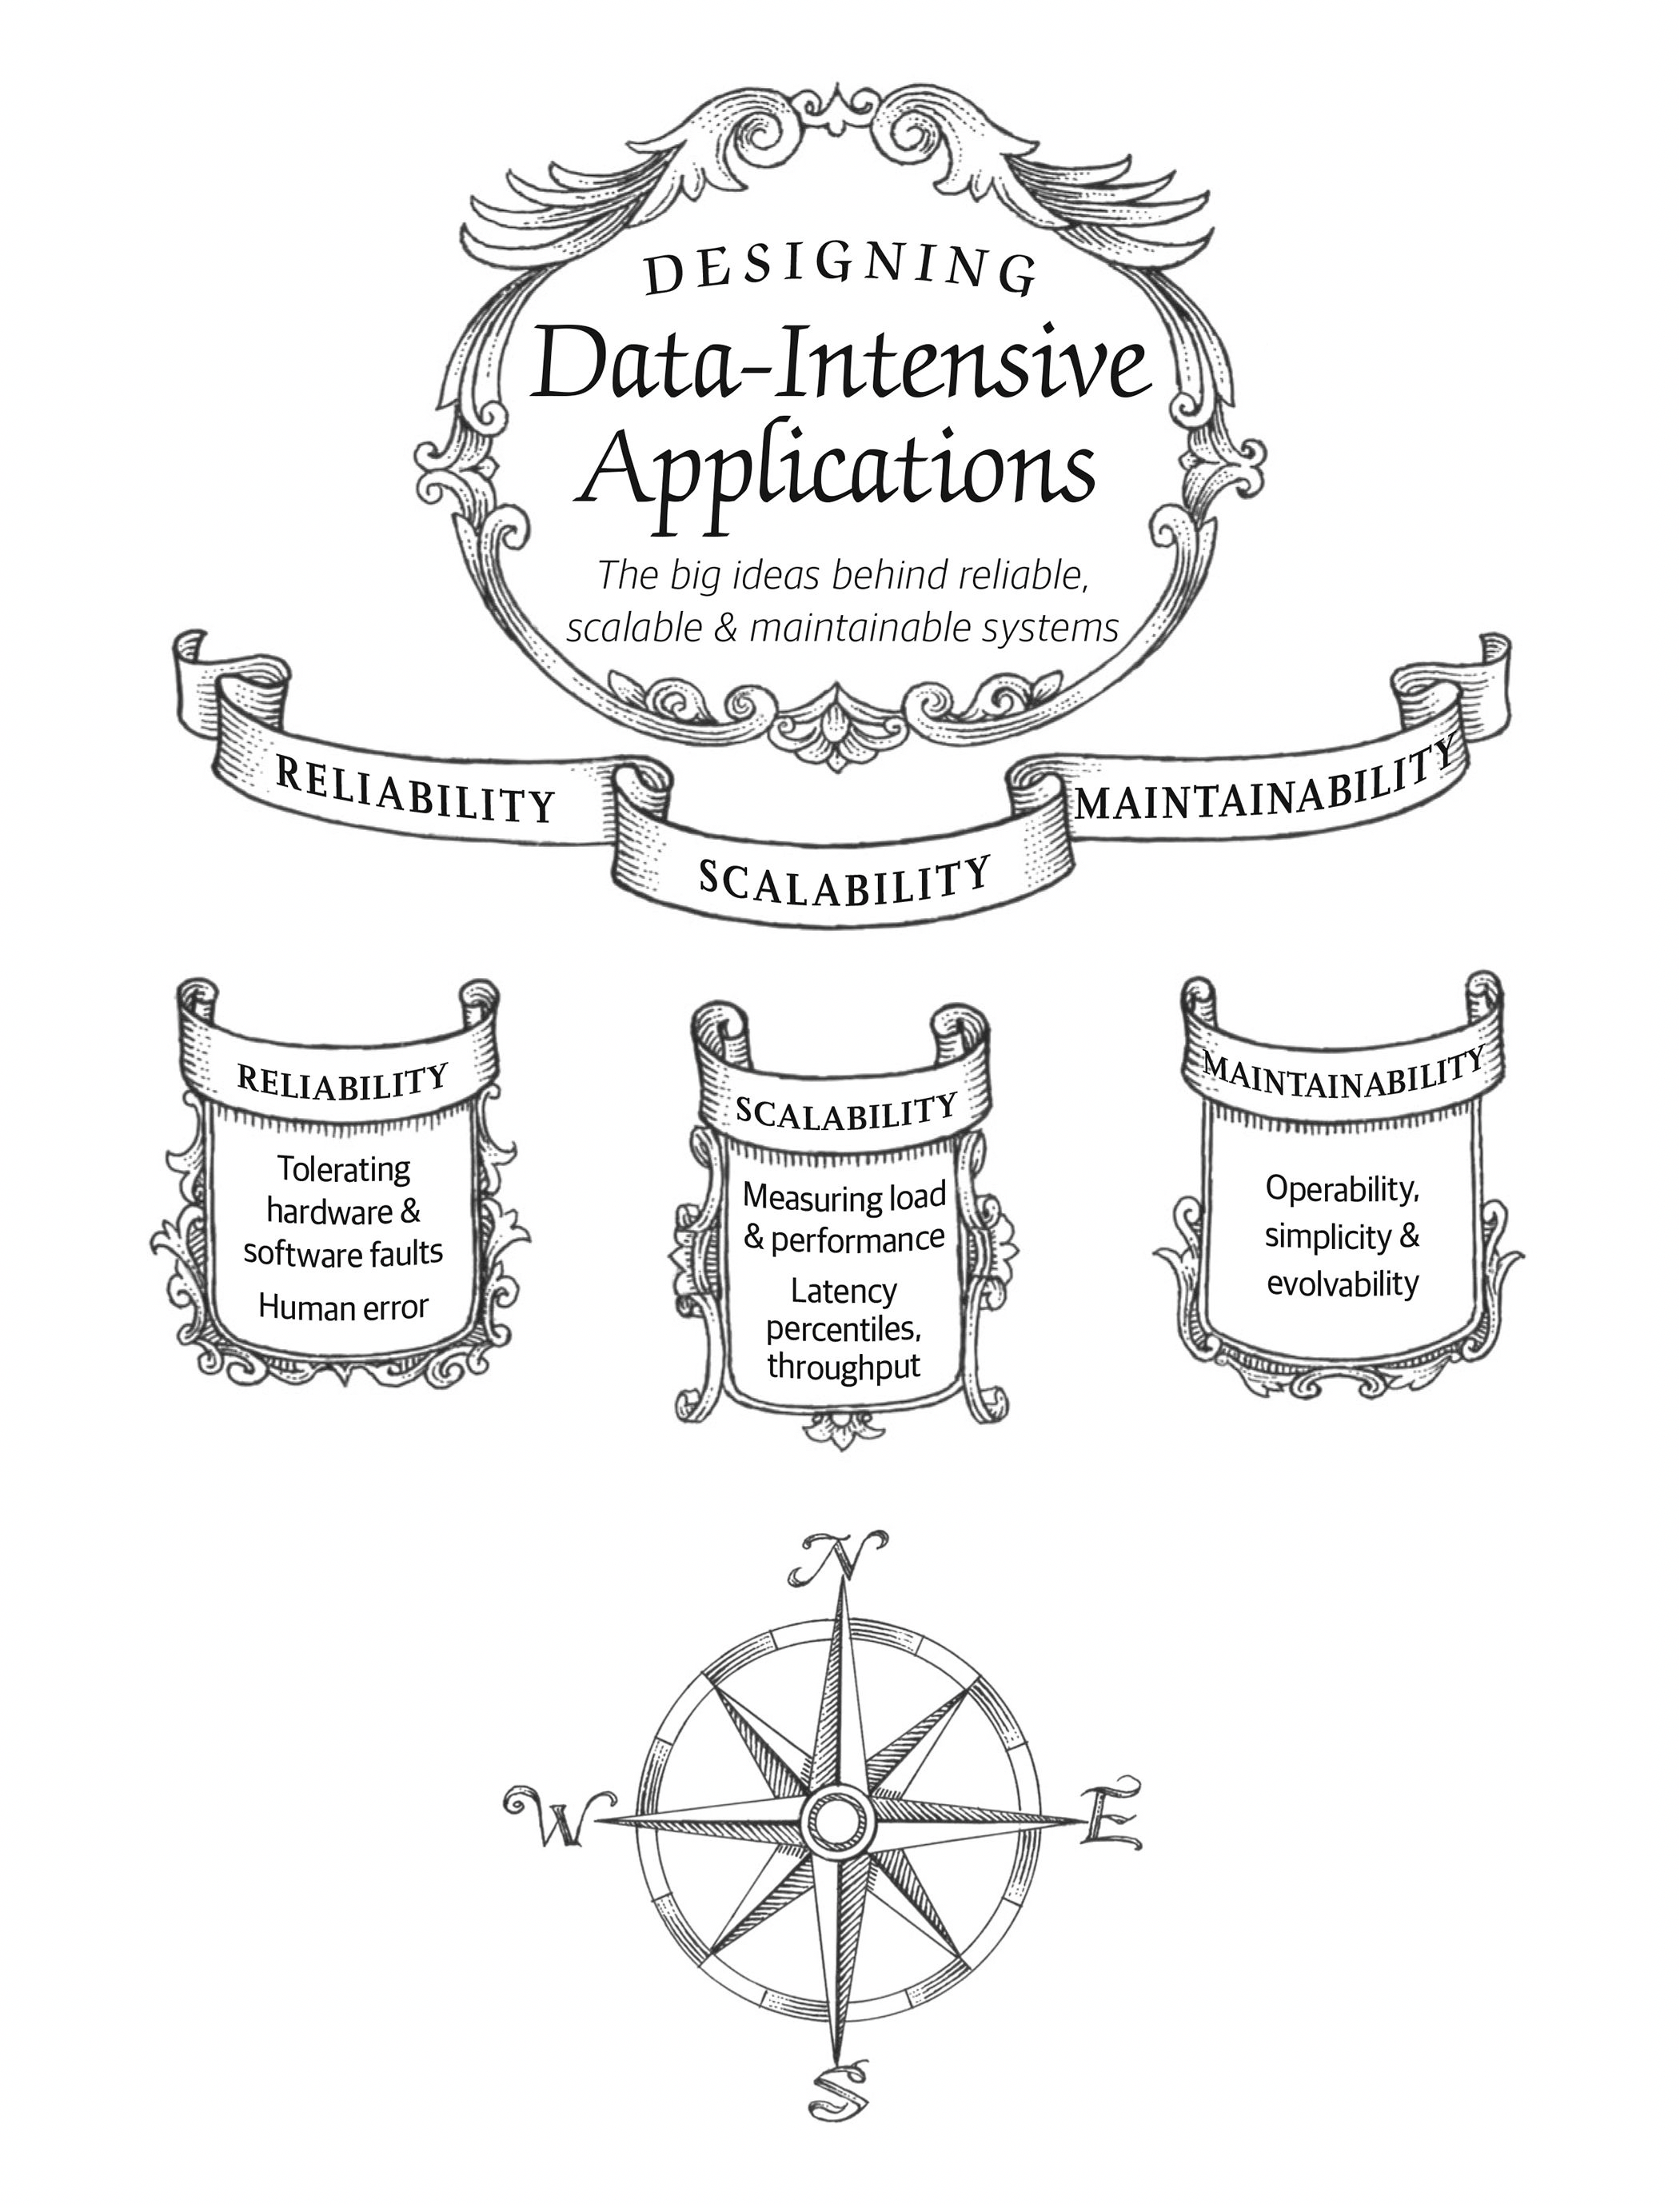 DESIGNING
Data-Intensive
Applications
The big ideas behind reliable,
scalable & maintainable systems
RELIABILITY
SCALABILITY
MAINTAINABILITY
RELIABILITY
Tolerating
hardware &
software faults
Human error
SCALABILITY
Measuring load
& performance
Latency
percentiles,
throughput
MAINTAINABILITY
Operability,
simplicity &
evolvability
N
W
E
S